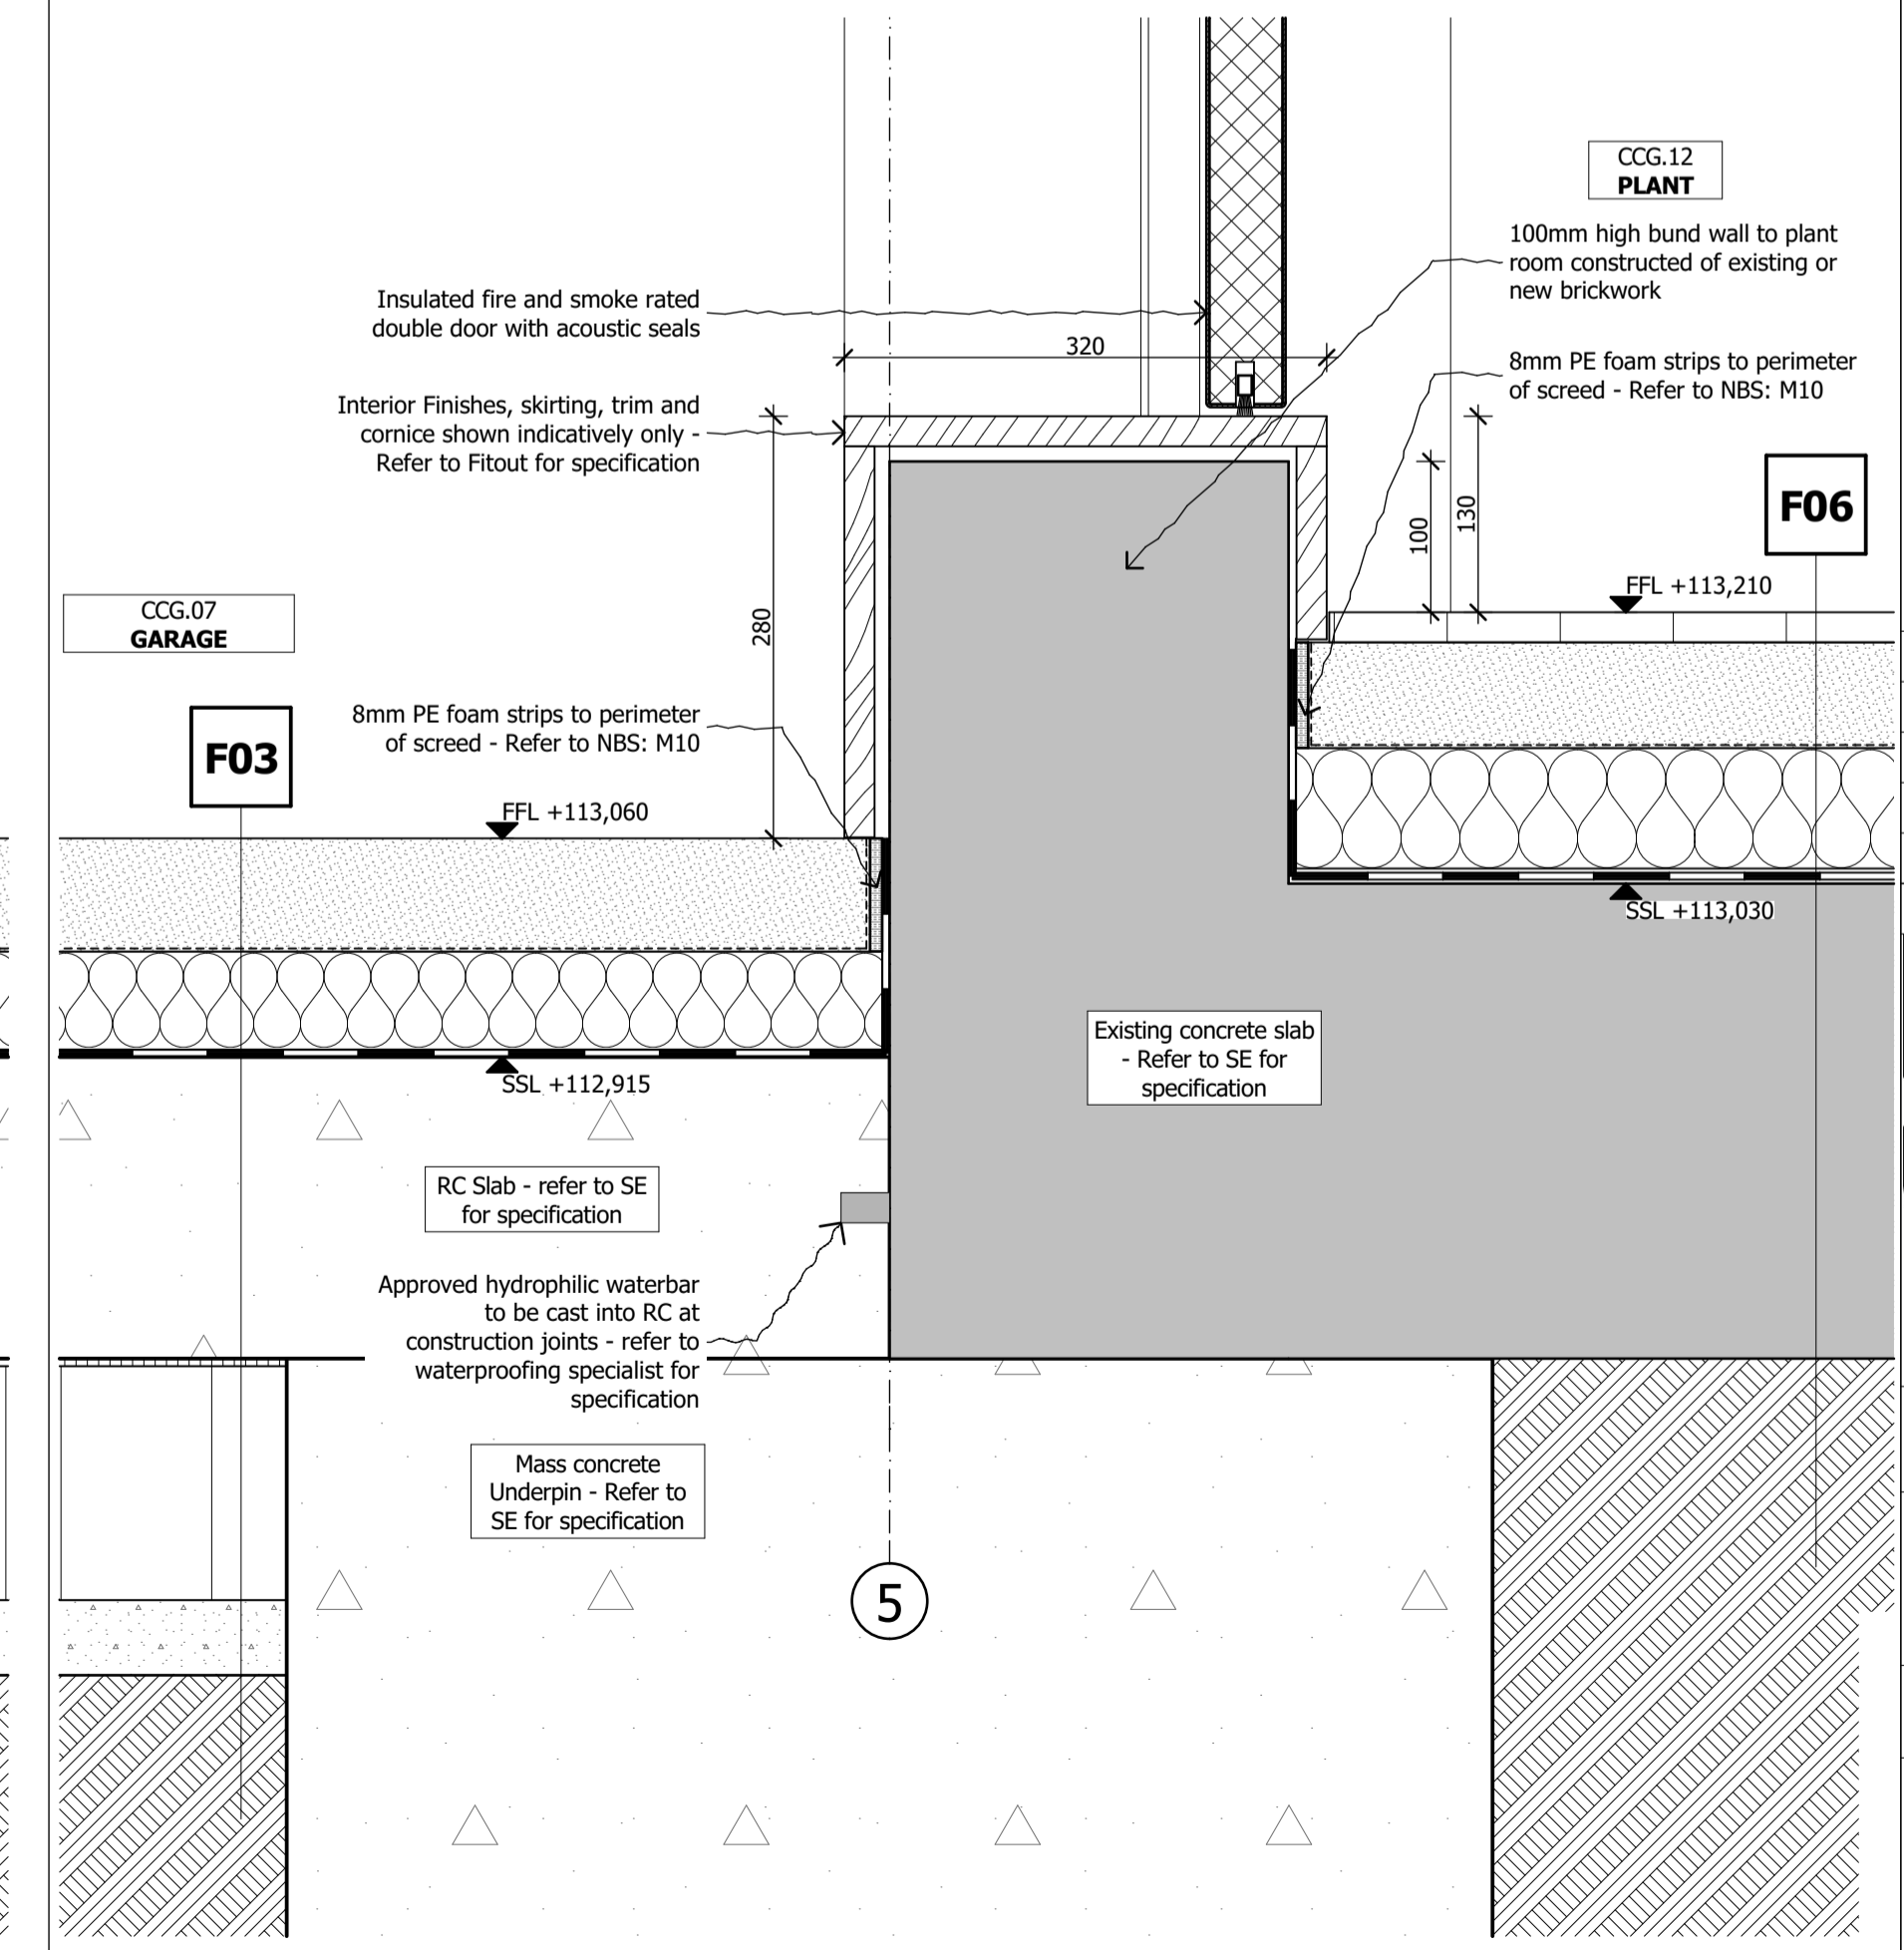 CCG.12
PLANT
100mm high bund wall to plant
room constructed of existing or
new brickwork
Insulated fire and smoke rated
double door with acoustic seals
320
8mm PE foam strips to perimeter
of screed - Refer to NBS: M10
Interior Finishes, skirting, trim and
cornice shown indicatively only -
Refer to Fitout for specification
F06
100
130
FFL +113,210
CCG.07
GARAGE
280
8mm PE foam strips to perimeter
of screed - Refer to NBS: M10
F03
FFL +113,060
SSL +113,030
Existing concrete slab
- Refer to SE for
specification
SSL +112,915
RC Slab - refer to SE
for specification
Approved hydrophilic waterbar
to be cast into RC at
construction joints - refer to
waterproofing specialist for
specification
Mass concrete
Underpin - Refer to
SE for specification
5